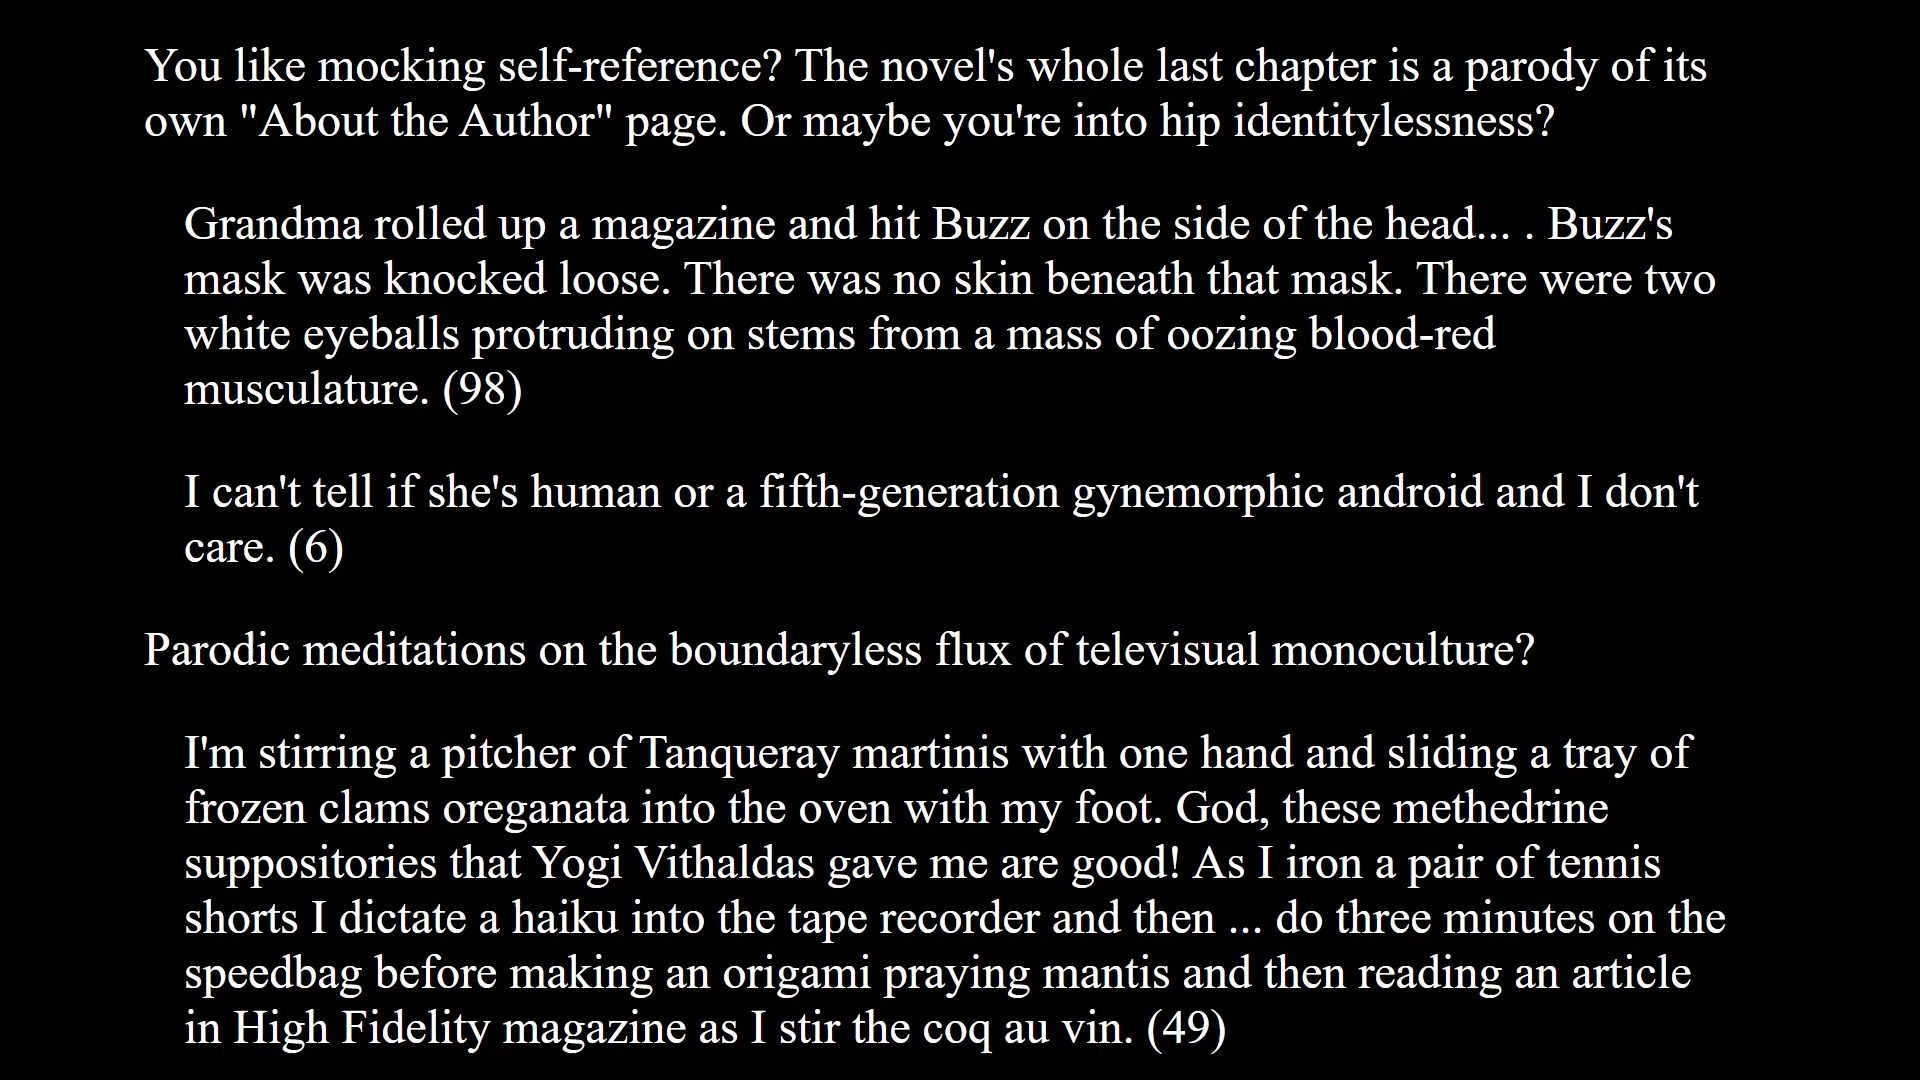 You like mocking self-reference? The novel's whole last chapter is a parody of its
own "About the Author" page. Or maybe you're into hip identitylessness?
Grandma rolled up a magazine and hit Buzz on the side of the head... . Buzz's
mask was knocked loose. There was no skin beneath that mask. There were two
white eyeballs protruding on stems from a mass of oozing blood-red
musculature. (98)
I can't tell if she's human or a fifth-generation gynemorphic android and I don't
care. (6)
Parodic meditations on the boundaryless flux of televisual monoculture?
I'm stirring a pitcher of Tanqueray martinis with one hand and sliding a tray of
frozen clams oreganata into the oven with my foot. God, these methedrine
suppositories that Yogi Vithaldas gave me are good! As I iron a pair of tennis
shorts I dictate a haiku into the tape recorder and then ... do three minutes on the
speedbag before making an origami praying mantis and then reading an article
in High Fidelity magazine as I stir the coq au vin. (49)